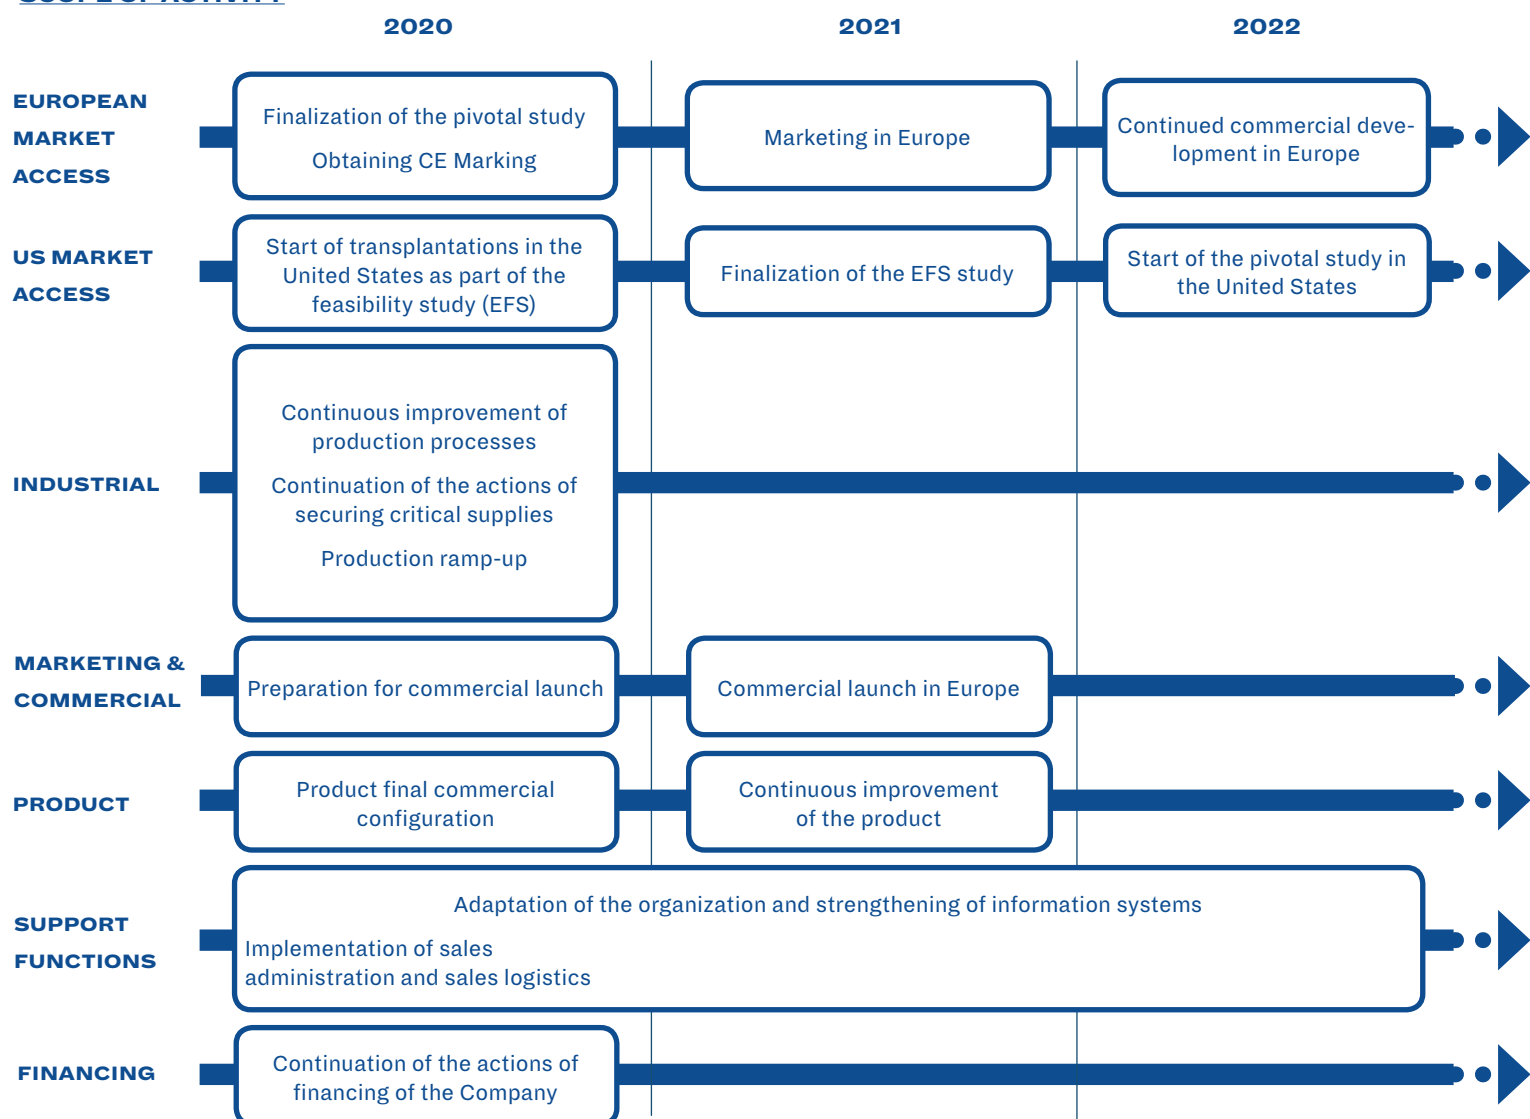 SCOPE OF ACTIVITY
2020 2021 2022
EUROPEAN
MARKET
ACCESS
Finalization of the pivotal study
Obtaining CE Marking
Marketing in Europe
Continued commercial deve-
lopment in Europe
US MARKET
ACCESS
Start of transplantations in the
United States as part of the
feasibility study (EFS)
Finalization of the EFS study
Start of the pivotal study in
the United States
INDUSTRIAL
Continuous improvement of
production processes
Continuation of the actions of
securing critical supplies
Production ramp-up
MARKETING &
COMMERCIAL
Preparation for commercial launch
Commercial launch in Europe
PRODUCT
Product final commercial
configuration
Continuous improvement
of the product
SUPPORT
FUNCTIONS
Adaptation of the organization and strengthening of information systems
Implementation of sales
administration and sales logistics
FINANCING
Continuation of the actions of
financing of the Company